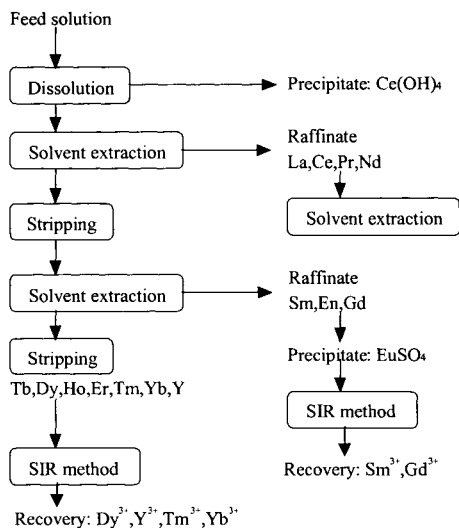 Feed solution
Dissolution
Precipitate: Ce(OH)₄
Solvent extraction
Raffinate
La,Ce,Pr,Nd
Stripping
Solvent extraction
Solvent extraction
Raffinate
Sm,En,Gd
Stripping
Tb,Dy,Ho,Er,Tm,Yb,Y
Precipitate: EuSO₄
SIR method
SIR method
Recovery: Sm³⁺,Gd³⁺
Recovery: Dy³⁺,Y³⁺,Tm³⁺,Yb³⁺